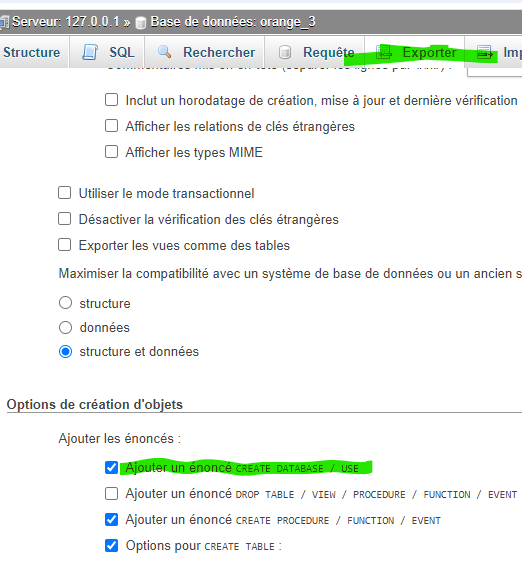 Serveur: 127.0.0.1 » Base de données: orange_3
Structure SQL Rechercher Requête Exporter
Inclut un horodatage de création, mise à jour et dernière vérification
Afficher les relations de clés étrangères
Afficher les types MIME
Utiliser le mode transactionnel
Désactiver la vérification des clés étrangères
Exporter les vues comme des tables
Maximiser la compatibilité avec un système de base de données ou un ancien s
structure
données
structure et données
Options de création d'objets
Ajouter les énoncés :
Ajouter un énoncé CREATE DATABASE / USE
Ajouter un énoncé DROP TABLE / VIEW / PROCEDURE / FUNCTION / EVENT
Ajouter un énoncé CREATE PROCEDURE / FUNCTION / EVENT
Options pour CREATE TABLE :